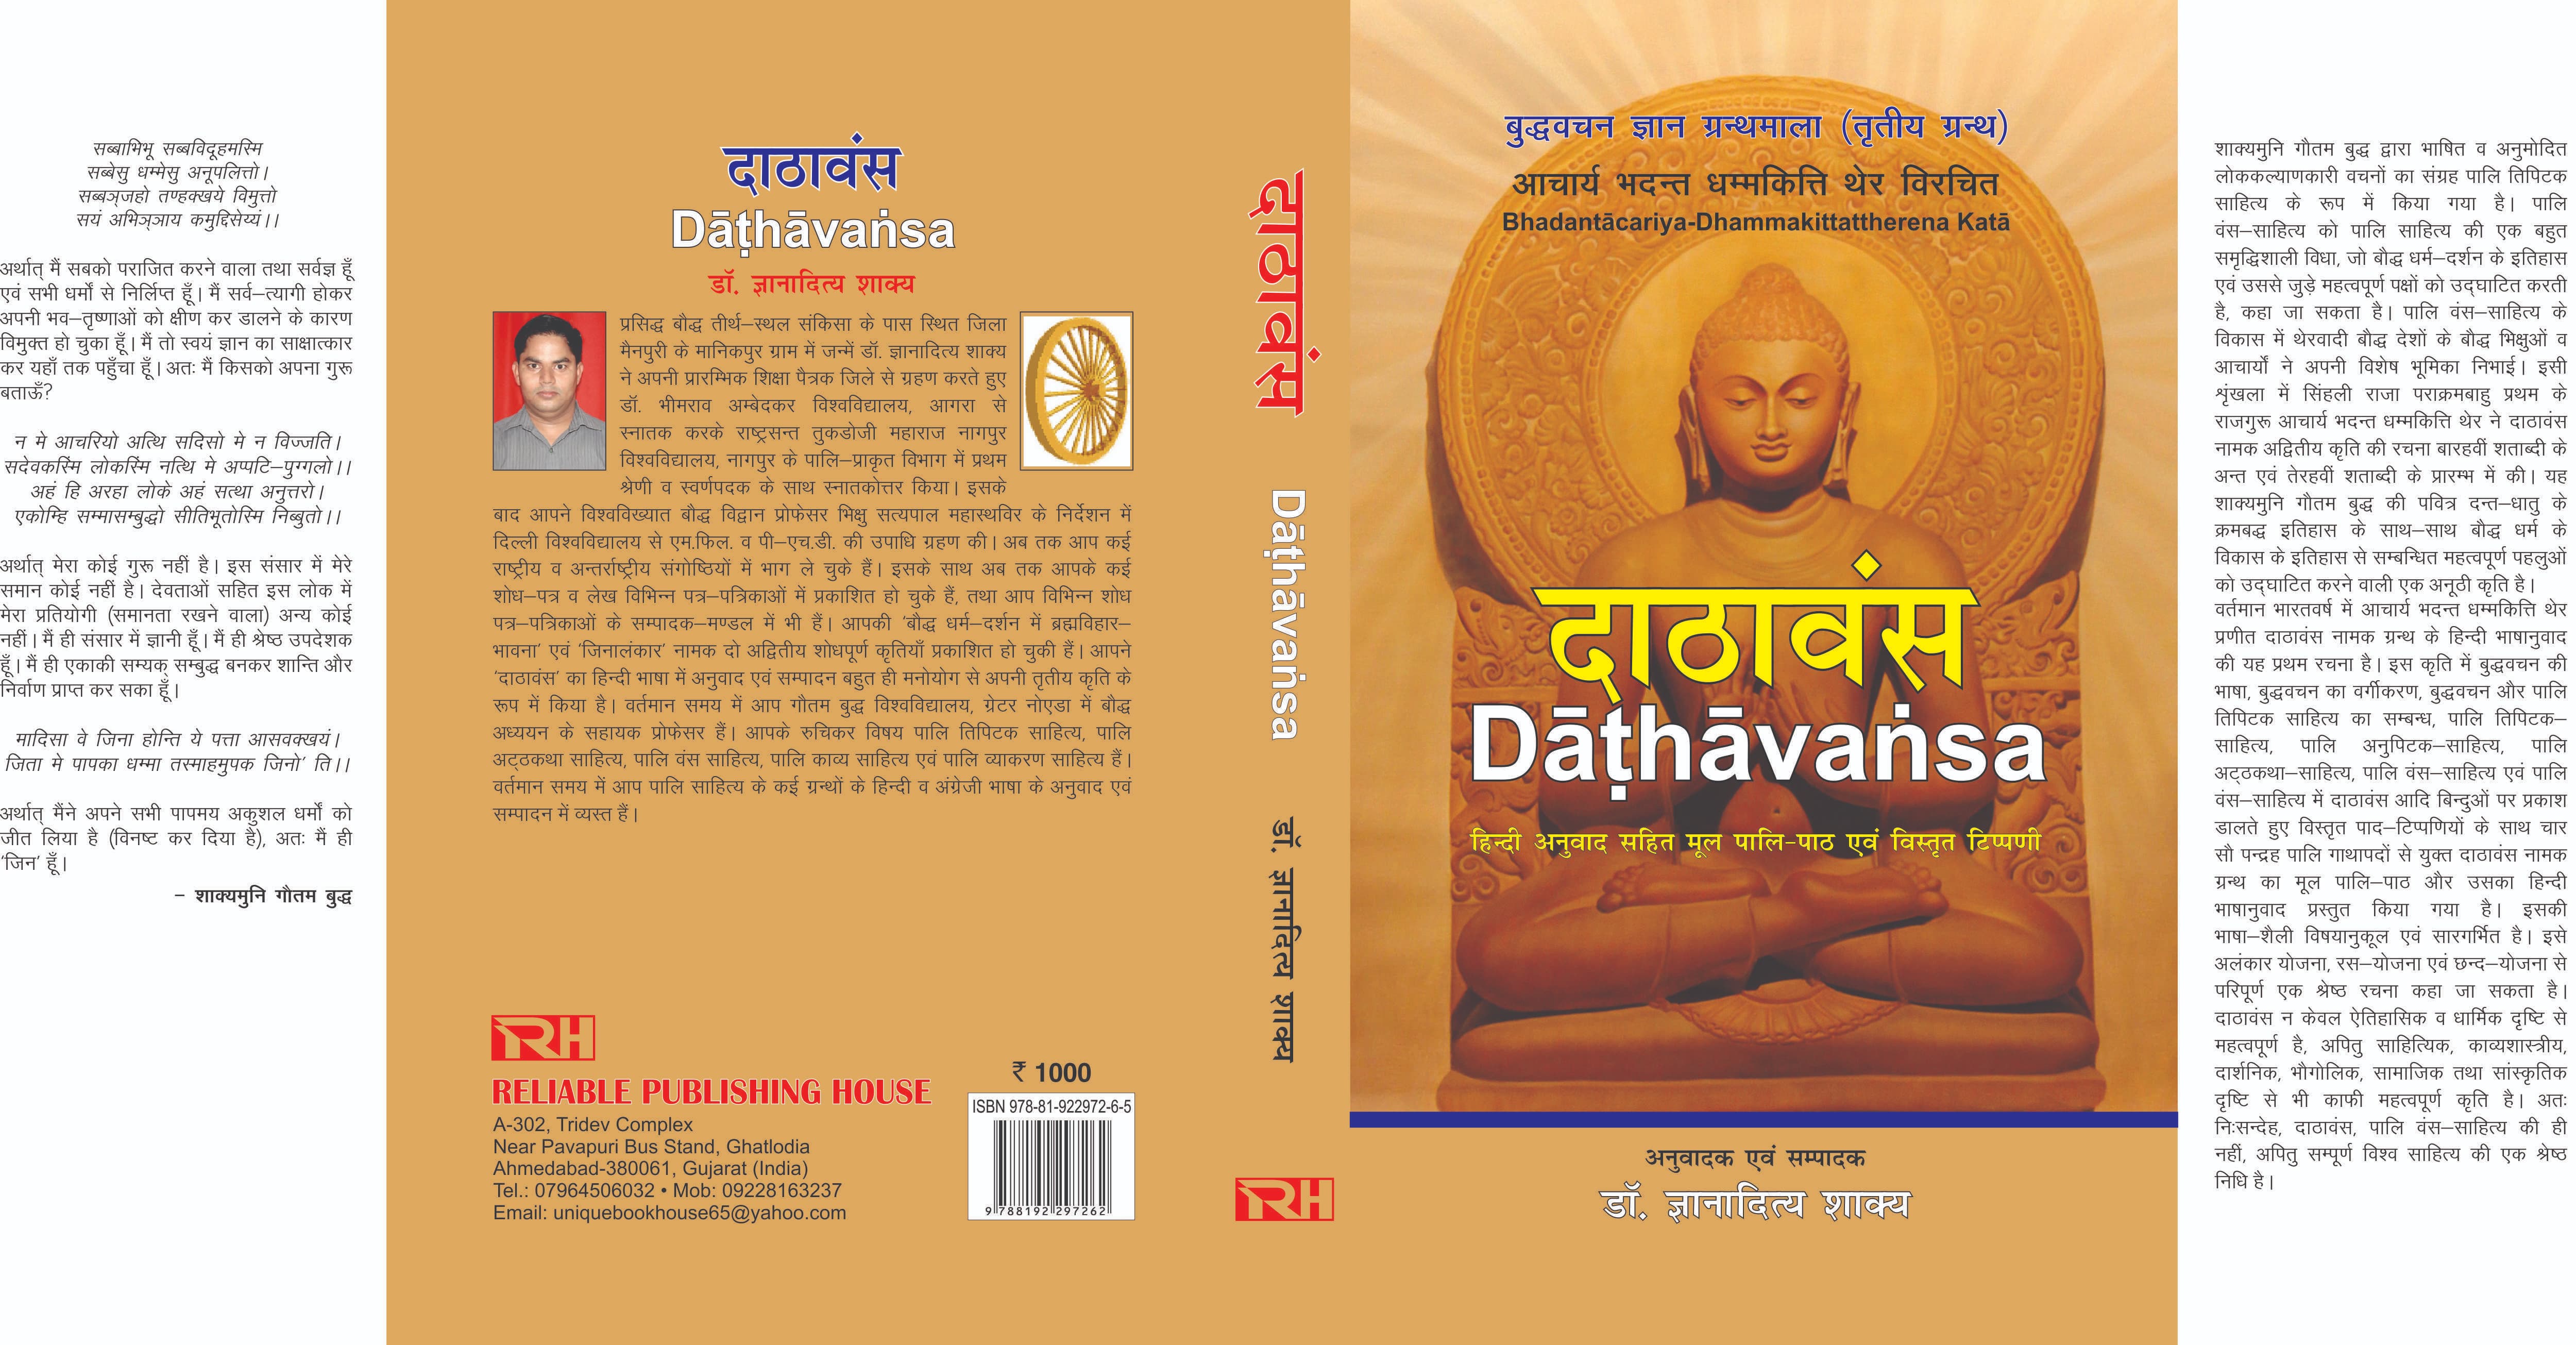 सब्बाभिभू सब्बविदूहमस्मि
सब्बेसु धम्मेसु अनूपलित्तो।
सब्बञ्जहो तण्हक्खये विमुत्तो
सयं अभिञ्ञाय कमुद्दिसेय्यं।।
अर्थात् मैं सबको पराजित करने वाला तथा सर्वज्ञ हूँ
एवं सभी धर्मों से निर्लिप्त हूँ। मैं सर्व–त्यागी होकर
अपनी भव–तृष्णाओं को क्षीण कर डालने के कारण
विमुक्त हो चुका हूँ। मैं तो स्वयं ज्ञान का साक्षात्कार
कर यहाँ तक पहुँचा हूँ। अतः मैं किसको अपना गुरू
बताऊँ?
न मे आचरियो अत्थि सदिसो मे न विज्जति।
सदेवकस्मिं लोकस्मिं नत्थि मे अप्पटि–पुग्गलो।।
अहं हि अरहा लोके अहं सत्था अनुत्तरो।
एकोम्हि सम्मासम्बुद्धो सीतिभूतोस्मि निब्बुतो।।
अर्थात् मेरा कोई गुरू नहीं है। इस संसार में मेरे
समान कोई नहीं है। देवताओं सहित इस लोक में
मेरा प्रतियोगी (समानता रखने वाला) अन्य कोई
नहीं। मैं ही संसार में ज्ञानी हूँ। मैं ही श्रेष्ठ उपदेशक
हूँ। मैं ही एकाकी सम्यक् सम्बुद्ध बनकर शान्ति और
निर्वाण प्राप्त कर सका हूँ।
मादिसा वे जिना होन्ति ये पत्ता आसवक्खयं।
जिता मे पापका धम्मा तस्माहमुपक जिनो' ति।।
अर्थात् मैंने अपने सभी पापमय अकुशल धर्मों को
जीत लिया है (विनष्ट कर दिया है), अतः मैं ही
'जिन' हूँ।
– शाक्यमुनि गौतम बुद्ध
दाठावंस
Dāṭhāvaṅsa
डॉ. ज्ञानादित्य शाक्य
प्रसिद्ध बौद्ध तीर्थ–स्थल संकिसा के पास स्थित जिला
मैनपुरी के मानिकपुर ग्राम में जन्में डॉ. ज्ञानादित्य शाक्य
ने अपनी प्रारम्भिक शिक्षा पैत्रक जिले से ग्रहण करते हुए
डॉ. भीमराव अम्बेदकर विश्वविद्यालय, आगरा से
स्नातक करके राष्ट्रसन्त तुकडोजी महाराज नागपुर
विश्वविद्यालय, नागपुर के पालि–प्राकृत विभाग में प्रथम
श्रेणी व स्वर्णपदक के साथ स्नातकोत्तर किया। इसके
बाद आपने विश्वविख्यात बौद्ध विद्वान प्रोफेसर भिक्षु सत्यपाल महास्थविर के निर्देशन में
दिल्ली विश्वविद्यालय से एम.फिल. व पी–एच.डी. की उपाधि ग्रहण की। अब तक आप कई
राष्ट्रीय व अन्तर्राष्ट्रीय संगोष्ठियों में भाग ले चुके हैं। इसके साथ अब तक आपके कई
शोध–पत्र व लेख विभिन्न पत्र–पत्रिकाओं में प्रकाशित हो चुके हैं, तथा आप विभिन्न शोध
पत्र–पत्रिकाओं के सम्पादक–मण्डल में भी हैं। आपकी 'बौद्ध धर्म–दर्शन में ब्रह्मविहार–
भावना' एवं 'जिनालंकार' नामक दो अद्वितीय शोधपूर्ण कृतियाँ प्रकाशित हो चुकी हैं। आपने
'दाठावंस' का हिन्दी भाषा में अनुवाद एवं सम्पादन बहुत ही मनोयोग से अपनी तृतीय कृति के
रूप में किया है। वर्तमान समय में आप गौतम बुद्ध विश्वविद्यालय, ग्रेटर नोएडा में बौद्ध
अध्ययन के सहायक प्रोफेसर हैं। आपके रुचिकर विषय पालि तिपिटक साहित्य, पालि
अट्ठकथा साहित्य, पालि वंस साहित्य, पालि काव्य साहित्य एवं पालि व्याकरण साहित्य हैं।
वर्तमान समय में आप पालि साहित्य के कई ग्रन्थों के हिन्दी व अंग्रेजी भाषा के अनुवाद एवं
सम्पादन में व्यस्त हैं।
RH
RELIABLE PUBLISHING HOUSE
A-302, Tridev Complex
Near Pavapuri Bus Stand, Ghatlodia
Ahmedabad-380061, Gujarat (India)
Tel.: 07964506032 • Mob: 09228163237
Email: uniquebookhouse65@yahoo.com
₹ 1000
ISBN 978-81-922972-6-5
9 788192 297262
दाठावंस
Dāṭhāvaṅsa
डॉ. ज्ञानादित्य शाक्य
RH
बुद्धवचन ज्ञान ग्रन्थमाला (तृतीय ग्रन्थ)
आचार्य भदन्त धम्मकित्ति थेर विरचित
Bhadantācariya-Dhammakittattherena Katā
दाठावंस
Dāṭhāvaṅsa
हिन्दी अनुवाद सहित मूल पालि-पाठ एवं विस्तृत टिप्पणी
अनुवादक एवं सम्पादक
डॉ. ज्ञानादित्य शाक्य
शाक्यमुनि गौतम बुद्ध द्वारा भाषित व अनुमोदित
लोककल्याणकारी वचनों का संग्रह पालि तिपिटक
साहित्य के रूप में किया गया है। पालि
वंस–साहित्य को पालि साहित्य की एक बहुत
समृद्धिशाली विधा, जो बौद्ध धर्म–दर्शन के इतिहास
एवं उससे जुड़े महत्वपूर्ण पक्षों को उद्घाटित करती
है, कहा जा सकता है। पालि वंस–साहित्य के
विकास में थेरवादी बौद्ध देशों के बौद्ध भिक्षुओं व
आचार्यों ने अपनी विशेष भूमिका निभाई। इसी
शृंखला में सिंहली राजा पराक्रमबाहु प्रथम के
राजगुरू आचार्य भदन्त धम्मकित्ति थेर ने दाठावंस
नामक अद्वितीय कृति की रचना बारहवीं शताब्दी के
अन्त एवं तेरहवीं शताब्दी के प्रारम्भ में की। यह
शाक्यमुनि गौतम बुद्ध की पवित्र दन्त–धातु के
क्रमबद्ध इतिहास के साथ–साथ बौद्ध धर्म के
विकास के इतिहास से सम्बन्धित महत्वपूर्ण पहलुओं
को उद्घाटित करने वाली एक अनूठी कृति है।
वर्तमान भारतवर्ष में आचार्य भदन्त धम्मकित्ति थेर
प्रणीत दाठावंस नामक ग्रन्थ के हिन्दी भाषानुवाद
की यह प्रथम रचना है। इस कृति में बुद्धवचन की
भाषा, बुद्धवचन का वर्गीकरण, बुद्धवचन और पालि
तिपिटक साहित्य का सम्बन्ध, पालि तिपिटक–
साहित्य, पालि अनुपिटक–साहित्य, पालि
अट्ठकथा–साहित्य, पालि वंस–साहित्य एवं पालि
वंस–साहित्य में दाठावंस आदि बिन्दुओं पर प्रकाश
डालते हुए विस्तृत पाद–टिप्पणियों के साथ चार
सौ पन्द्रह पालि गाथापदों से युक्त दाठावंस नामक
ग्रन्थ का मूल पालि–पाठ और उसका हिन्दी
भाषानुवाद प्रस्तुत किया गया है। इसकी
भाषा–शैली विषयानुकूल एवं सारगर्भित है। इसे
अलंकार योजना, रस–योजना एवं छन्द–योजना से
परिपूर्ण एक श्रेष्ठ रचना कहा जा सकता है।
दाठावंस न केवल ऐतिहासिक व धार्मिक दृष्टि से
महत्वपूर्ण है, अपितु साहित्यिक, काव्यशास्त्रीय,
दार्शनिक, भौगोलिक, सामाजिक तथा सांस्कृतिक
दृष्टि से भी काफी महत्वपूर्ण कृति है। अतः
निःसन्देह, दाठावंस, पालि वंस–साहित्य की ही
नहीं, अपितु सम्पूर्ण विश्व साहित्य की एक श्रेष्ठ
निधि है।